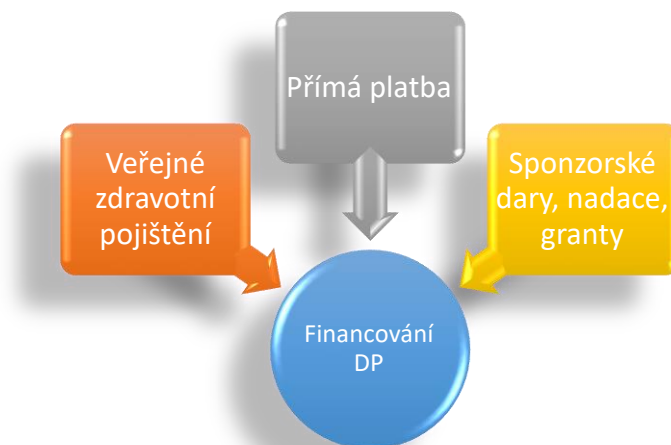 Přímá platba
Veřejné
zdravotní
pojištění
Sponzorské
dary, nadace,
granty
Financování
DP